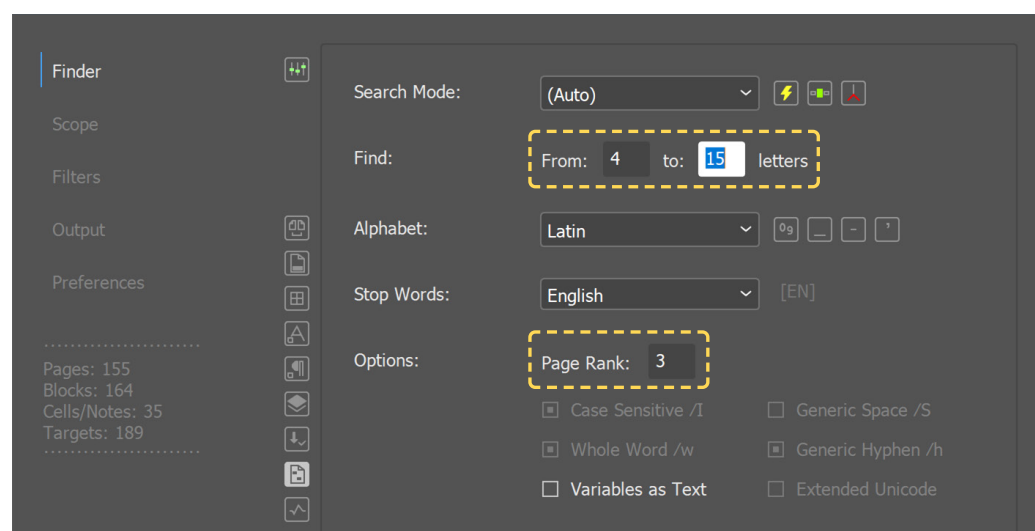 Finder
Scope
Filters
Output
Preferences
Pages: 155
Blocks: 164
Cells/Notes: 35
Targets: 189
Search Mode: (Auto)
Find: From: 4 to: 15 letters
Alphabet: Latin 09 _ - ’
Stop Words: English [EN]
Options: Page Rank: 3
Case Sensitive /I Generic Space /S
Whole Word /w Generic Hyphen /h
Variables as Text Extended Unicode